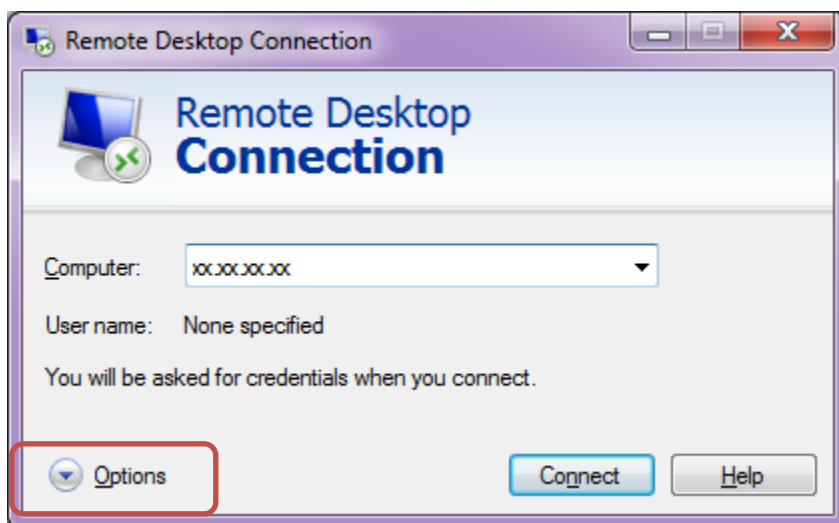 Remote Desktop Connection
Remote Desktop
Connection
Computer: xx.xx.xx.xx
User name: None specified
You will be asked for credentials when you connect.
Options Connect Help